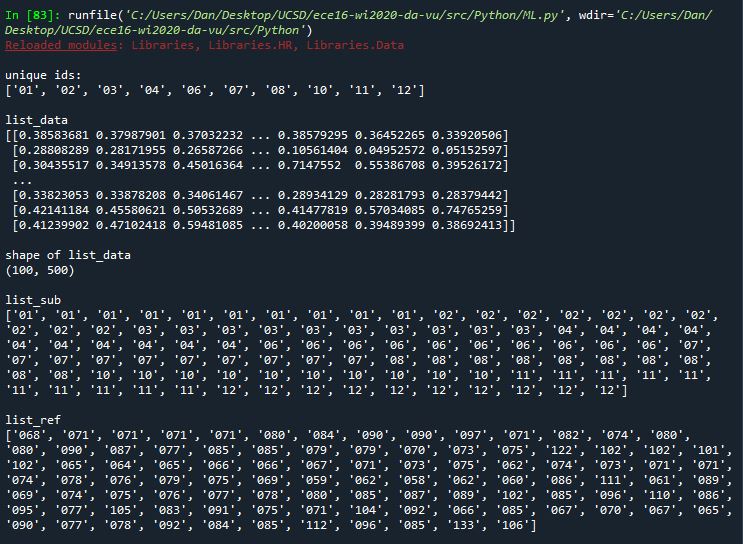 In [83]: runfile('C:/Users/Dan/Desktop/UCSD/ece16-wi2020-da-vu/src/Python/ML.py', wdir='C:/Users/Dan/
Desktop/UCSD/ece16-wi2020-da-vu/src/Python')
Reloaded modules: Libraries, Libraries.HR, Libraries.Data
unique ids:
['01', '02', '03', '04', '06', '07', '08', '10', '11', '12']
list_data
[[0.38583681 0.37987901 0.37032232 ... 0.38579295 0.36452265 0.33920506]
[0.28808289 0.28171955 0.26587266 ... 0.10561404 0.04952572 0.05152597]
[0.30435517 0.34913578 0.45016364 ... 0.7147552 0.55386708 0.39526172]
...
[0.33823053 0.33878208 0.34061467 ... 0.28934129 0.28281793 0.28379442]
[0.42141184 0.45580621 0.50532689 ... 0.41477819 0.57034085 0.74765259]
[0.41239902 0.47102418 0.59481085 ... 0.40200058 0.39489399 0.38692413]]
shape of list_data
(100, 500)
list_sub
['01', '01', '01', '01', '01', '01', '01', '01', '01', '01', '02', '02', '02', '02', '02', '02', '02',
'02', '02', '02', '03', '03', '03', '03', '03', '03', '03', '03', '03', '03', '04', '04', '04', '04',
'04', '04', '04', '04', '04', '04', '06', '06', '06', '06', '06', '06', '06', '06', '06', '06', '07',
'07', '07', '07', '07', '07', '07', '07', '07', '07', '08', '08', '08', '08', '08', '08', '08', '08',
'08', '08', '10', '10', '10', '10', '10', '10', '10', '10', '10', '10', '11', '11', '11', '11', '11',
'11', '11', '11', '11', '11', '12', '12', '12', '12', '12', '12', '12', '12', '12', '12']
list_ref
['068', '071', '071', '071', '071', '080', '084', '090', '090', '097', '071', '082', '074', '080',
'080', '090', '087', '077', '085', '085', '079', '079', '070', '073', '075', '122', '102', '102', '101',
'102', '065', '064', '065', '066', '066', '067', '071', '073', '075', '062', '074', '073', '071', '071',
'074', '078', '076', '079', '075', '069', '059', '062', '058', '062', '060', '086', '111', '061', '089',
'069', '074', '075', '076', '077', '078', '080', '085', '087', '089', '102', '085', '096', '110', '086',
'095', '077', '105', '083', '091', '075', '071', '104', '092', '066', '085', '067', '070', '067', '065',
'090', '077', '078', '092', '084', '085', '112', '096', '085', '133', '106']